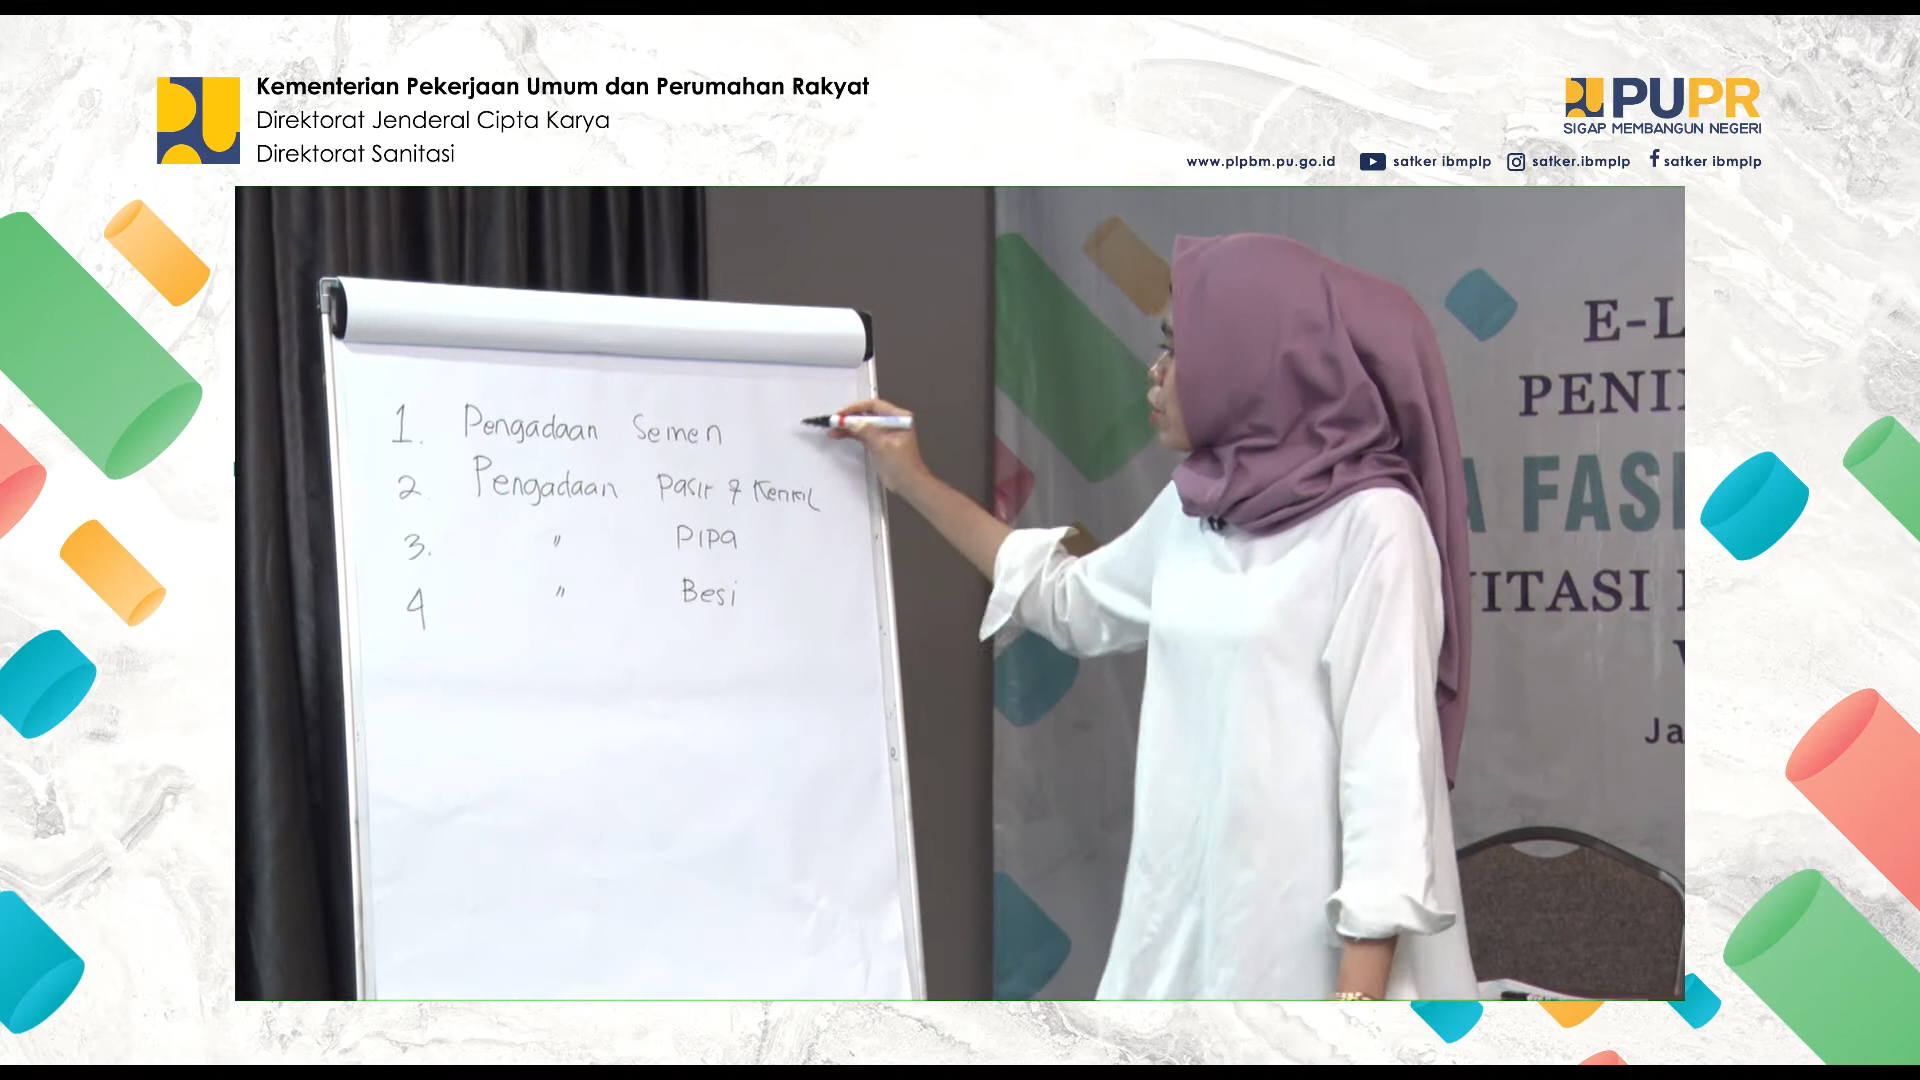 Kementerian Pekerjaan Umum dan Perumahan Rakyat
Direktorat Jenderal Cipta Karya
Direktorat Sanitasi
PUPR
SIGAP MEMBANGUN NEGERI
www.plpbm.pu.go.id satker ibmplp satker.ibmplp satker ibmplp
1. Pengadaan Semen
2. Pengadaan Pasir & Kerikil
3. " Pipa
4 " Besi
E-L
PENI
A FASI
ITASI
Ja